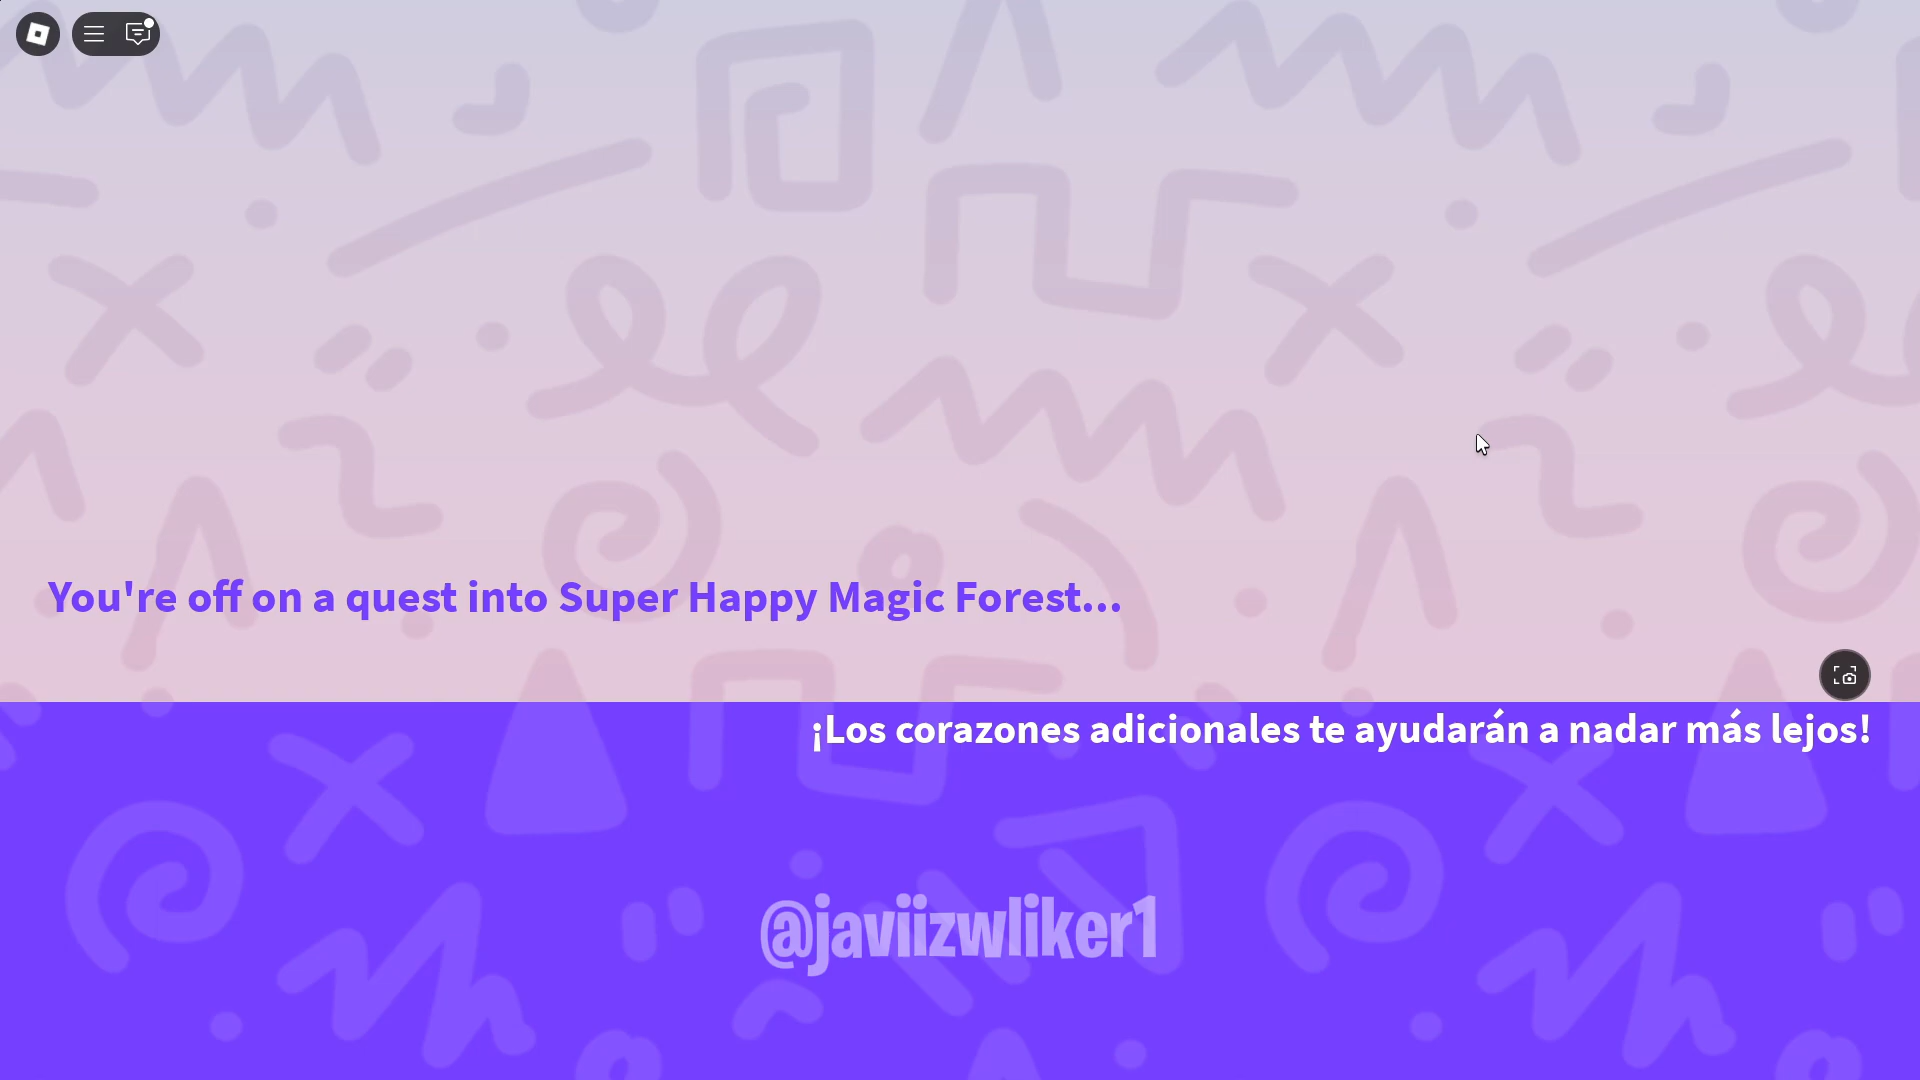 You're off on a quest into Super Happy Magic Forest...
¡Los corazones adicionales te ayudarán a nadar más lejos!
@javiizwliker1